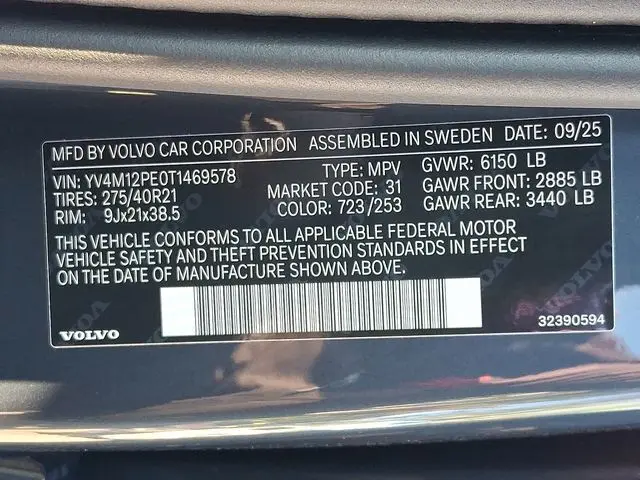 MFD BY VOLVO CAR CORPORATION ASSEMBLED IN SWEDEN DATE: 09/25
VIN: YV4M12PE0T1469578 TYPE: MPV GVWR: 6150 LB
TIRES: 275/40R21 MARKET CODE: 31 GAWR FRONT: 2885 LB
RIM: 9Jx21x38.5 COLOR: 723/253 GAWR REAR: 3440 LB
THIS VEHICLE CONFORMS TO ALL APPLICABLE FEDERAL MOTOR
VEHICLE SAFETY AND THEFT PREVENTION STANDARDS IN EFFECT
ON THE DATE OF MANUFACTURE SHOWN ABOVE.
VOLVO 32390594